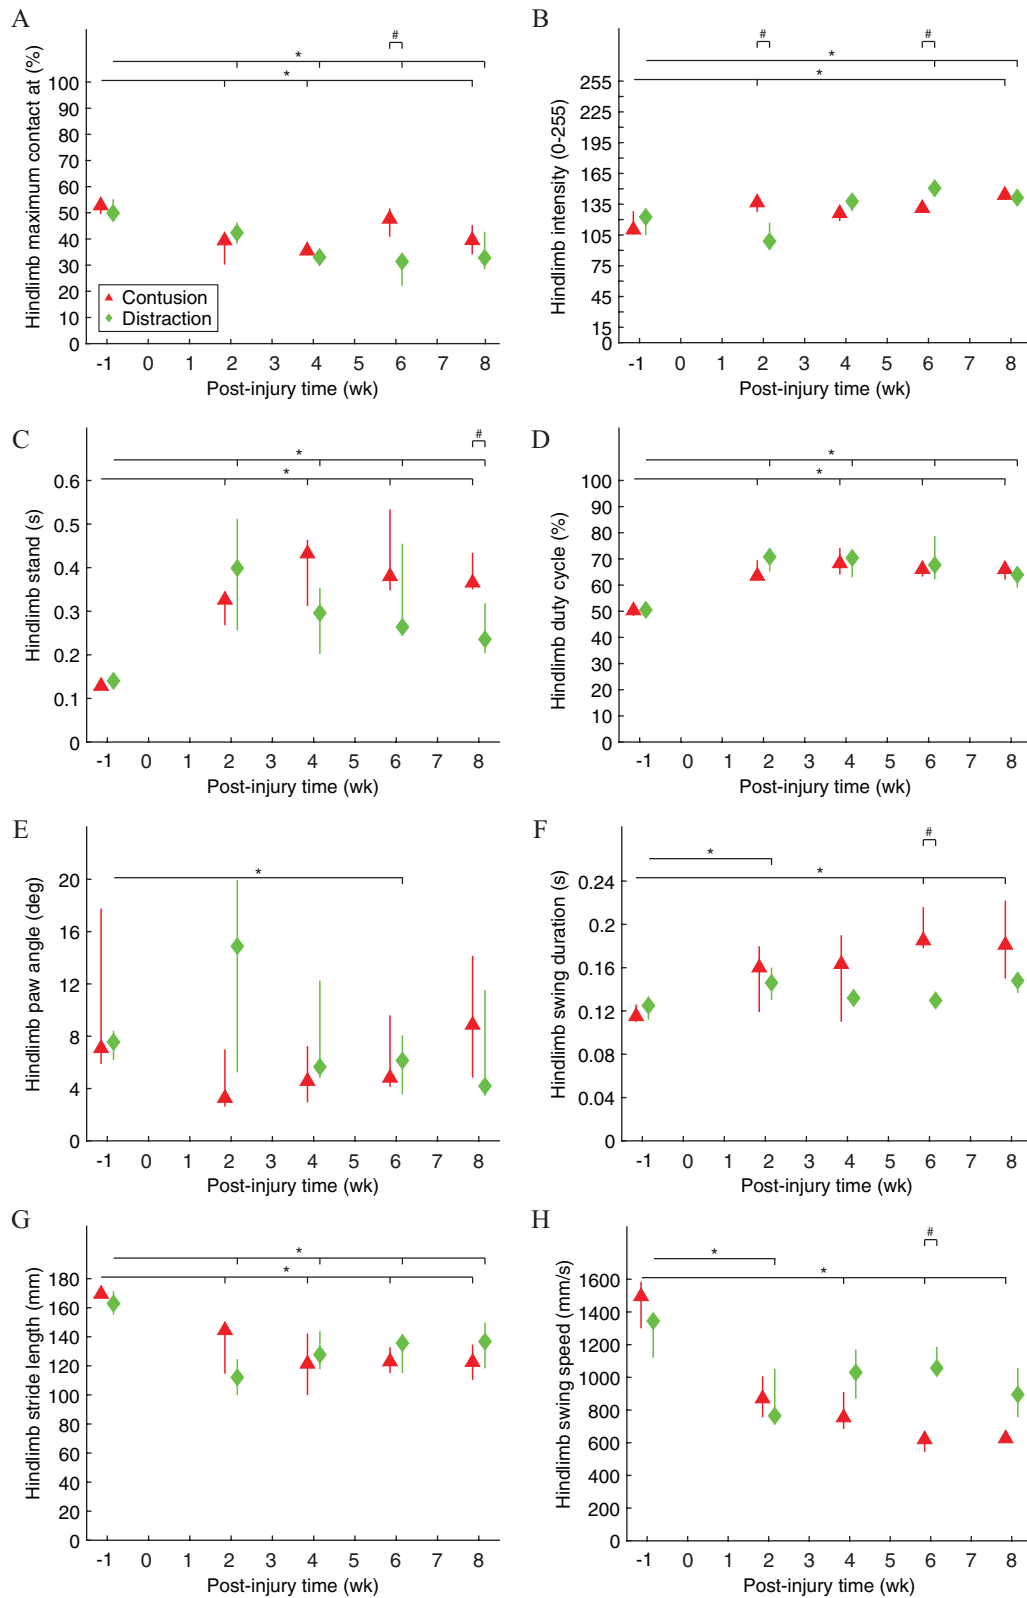 A
Hindlimb maximum contact at (%)
100
90
80
70
60
50
40
30
20
10
0
* # *
Contusion
Distraction
-1 0 1 2 3 4 5 6 7 8
Post-injury time (wk)
B
Hindlimb intensity (0-255)
255
225
195
165
135
105
75
45
15
0
# # * *
-1 0 1 2 3 4 5 6 7 8
Post-injury time (wk)
C
Hindlimb stand (s)
0.6
0.5
0.4
0.3
0.2
0.1
0
# * *
-1 0 1 2 3 4 5 6 7 8
Post-injury time (wk)
D
Hindlimb duty cycle (%)
100
90
80
70
60
50
40
30
20
10
0
* *
-1 0 1 2 3 4 5 6 7 8
Post-injury time (wk)
E
Hindlimb paw angle (deg)
20
16
12
8
4
0
*
-1 0 1 2 3 4 5 6 7 8
Post-injury time (wk)
F
Hindlimb swing duration (s)
0.24
0.2
0.16
0.12
0.08
0.04
0
# * *
-1 0 1 2 3 4 5 6 7 8
Post-injury time (wk)
G
Hindlimb stride length (mm)
180
160
140
120
100
80
60
40
20
0
* *
-1 0 1 2 3 4 5 6 7 8
Post-injury time (wk)
H
Hindlimb swing speed (mm/s)
1600
1400
1200
1000
800
600
400
200
0
# * *
-1 0 1 2 3 4 5 6 7 8
Post-injury time (wk)